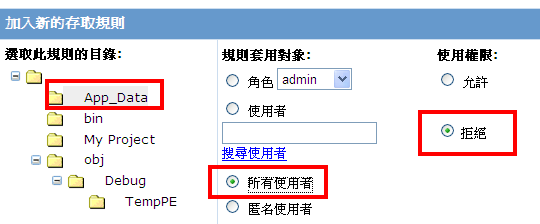 加入新的存取規則
選取此規則的目錄:
App_Data
bin
My Project
obj
Debug
TempPE
規則套用對象:
角色 admin
使用者
搜尋使用者
所有使用者
匿名使用者
使用權限:
允許
拒絕